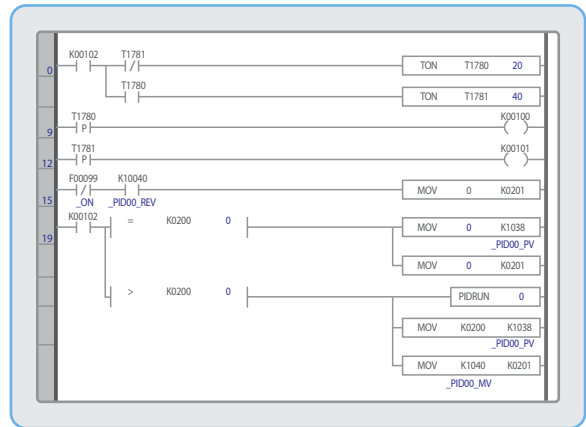 K00102 T1781
0 TON T1780 20
T1780
TON T1781 40
T1780 K00100
9 P
T1781 K00101
12 P
F00099 K10040
15 MOV 0 K0201
_ON _PID00_REV
K00102
= K0200 0 MOV 0 K1038
19
_PID00_PV
MOV 0 K0201
> K0200 0 PIDRUN 0
MOV K0200 K1038
_PID00_PV
MOV K1040 K0201
_PID00_MV